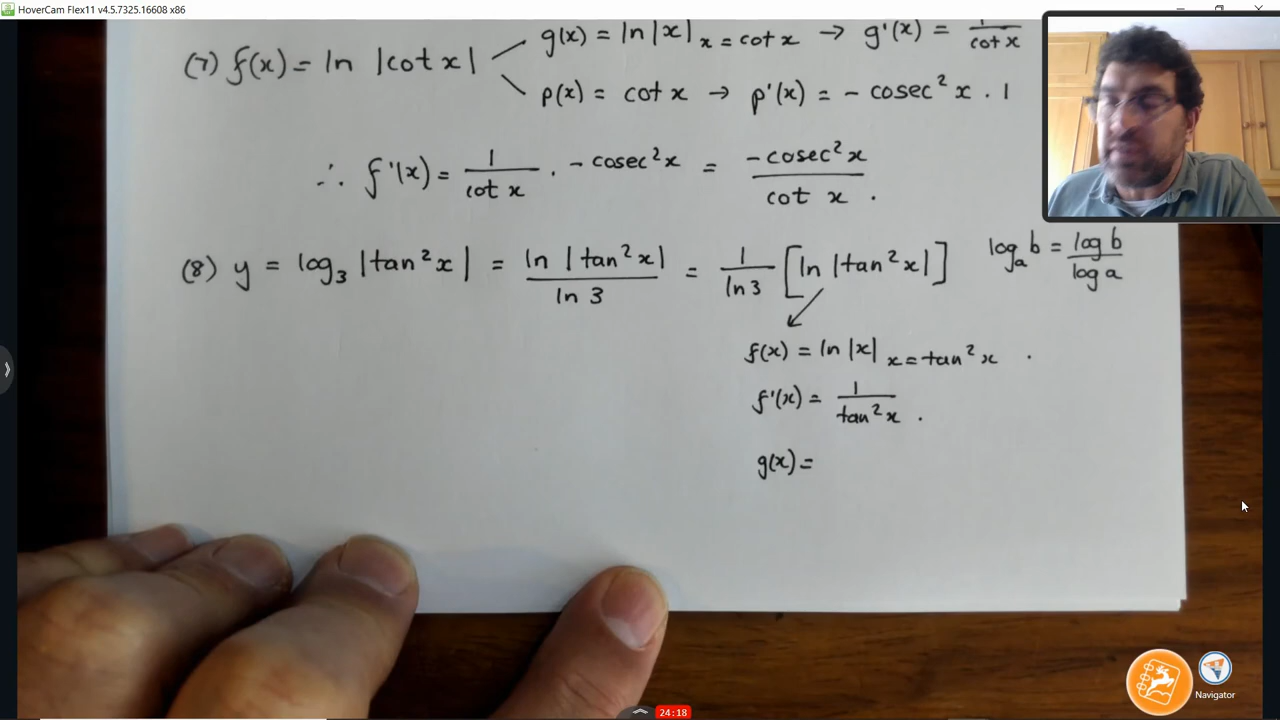 HoverCam Flex11 v4.5.7325.16608 x86
(7) f(x) = ln |cot x| g(x) = ln |x| x = cot x → g'(x) = 1/cot x
p(x) = cot x → p'(x) = - cosec² x . 1
∴ f'(x) = 1/cot x . - cosec² x = - cosec² x/cot x .
(8) y = log₃ |tan² x| = ln |tan² x|/ln 3 = 1/ln 3 [ln |tan² x|] logₐ b = log b/log a
f(x) = ln |x| x = tan² x .
f'(x) = 1/tan² x .
g(x) =
Navigator
24:18